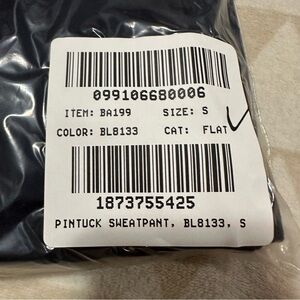 099106680006
ITEM: BA199 SIZE: S
COLOR: BL8133 CAT: FLAT
1873755425
PINTUCK SWEATPANT, BL8133, S